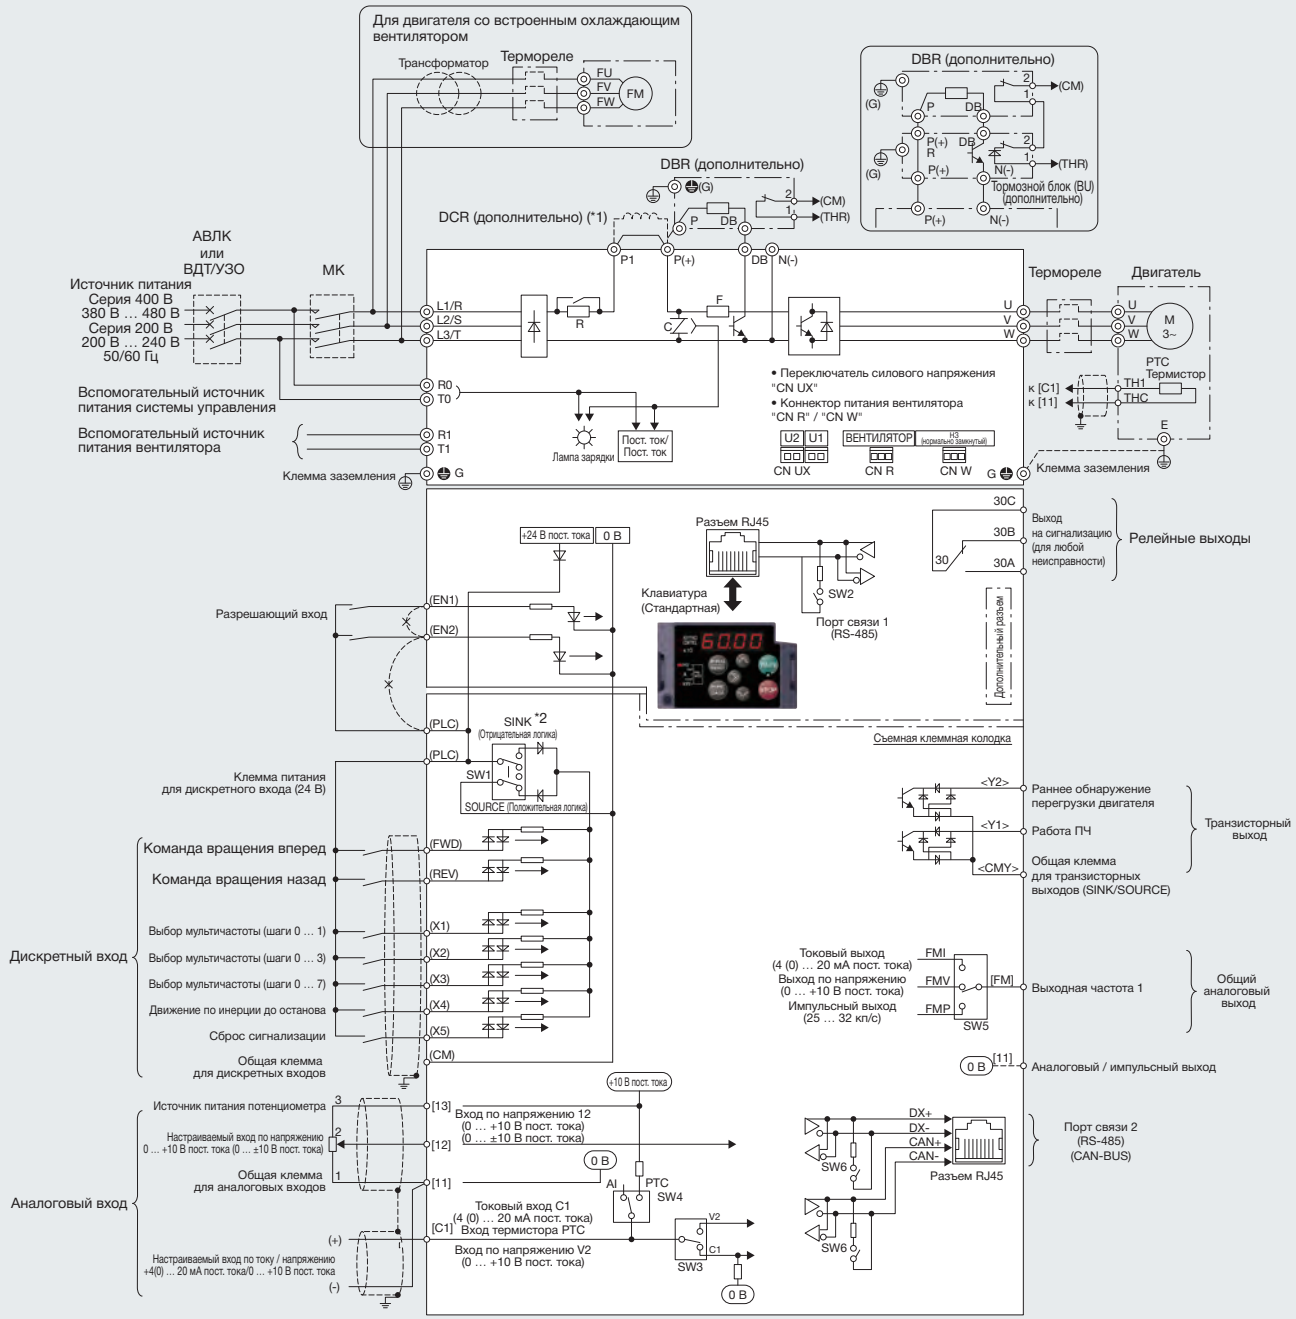 Для двигателя со встроенным охлаждающим
вентилятором
Трансформатор
Термореле
FU
FV
FW
FM
DBR (дополнительно)
(G)
P
DB
2
1
(CM)
P(+)
R
DB
2
1
(G)
P(+)
N(-)
(THR)
Тормозной блок (BU)
(дополнительно)
P(+)
N(-)
DBR (дополнительно)
(G)
2
1
(CM)
(THR)
P
DB
DCR (дополнительно) (*1)
P1
P(+)
DB
N(-)
АВЛК
или
ВДТ/УЗО
МК
Источник питания
Серия 400 В
380 В … 480 В
Серия 200 В
200 В … 240 В
50/60 Гц
L1/R
L2/S
L3/T
R
C
F
U
V
W
Термореле
Двигатель
U
V
W
M
3~
PTC
Термистор
TH1
THC
к [C1]
к [11]
E
R0
T0
Вспомогательный источник
питания системы управления
Вспомогательный источник
питания вентилятора
R1
T1
Клемма заземления
G
Лампа зарядки
Пост. ток/
Пост. ток
• Переключатель силового напряжения
"CN UX"
• Коннектор питания вентилятора
"CN R" / "CN W"
U2
U1
ВЕНТИЛЯТОР
НЗ
(нормально замкнутый)
CN UX
CN R
CN W
G
Клемма заземления
+24 В пост. тока
0 В
Разъем RJ45
SW2
Клавиатура
(Стандартная)
Порт связи 1
(RS-485)
60.00
STOP
30C
30B
30
30A
Выход
на сигнализацию
(для любой
неисправности)
Релейные выходы
Дополнительный разъем
Разрешающий вход
(EN1)
(EN2)
(PLC)
(PLC)
SINK *2
(Отрицательная логика)
SW1
SOURCE (Положительная логика)
Съемная клеммная колодка
Клемма питания
для дискретного входа (24 В)
Дискретный вход
Команда вращения вперед
(FWD)
Команда вращения назад
(REV)
Выбор мультичастоты (шаги 0 … 1)
(X1)
Выбор мультичастоты (шаги 0 … 3)
(X2)
Выбор мультичастоты (шаги 0 … 7)
(X3)
Движение по инерции до останова
(X4)
Сброс сигнализации
(X5)
Общая клемма
для дискретных входов
(CM)
<Y2>
Раннее обнаружение
перегрузки двигателя
<Y1>
Работа ПЧ
<CMY>
Общая клемма
для транзисторных
выходов (SINK/SOURCE)
Транзисторный
выход
Токовый выход
(4 (0) … 20 мА пост. тока)
FMI
Выход по напряжению
(0 … +10 В пост. тока)
FMV
Импульсный выход
(25 … 32 кп/с)
FMP
SW5
[FM]
Выходная частота 1
Общий
аналоговый
выход
0 В
[11]
Аналоговый / импульсный выход
+10 В пост. тока
Аналоговый вход
Источник питания потенциометра
3
[13]
Вход по напряжению 12
(0 … +10 В пост. тока)
(0 … ±10 В пост. тока)
Настраиваемый вход по напряжению
0 … +10 В пост. тока (0 … ±10 В пост. тока)
2
[12]
Общая клемма
для аналоговых входов
1
[11]
0 В
AI
PTC
SW4
Токовый вход C1
(4 (0) … 20 мА пост. тока)
[C1]
Вход термистора PTC
Вход по напряжению V2
(0 … +10 В пост. тока)
V2
C1
SW3
0 В
(+)
Настраиваемый вход по току / напряжению
+4(0) … 20 мА пост. тока/0 … +10 В пост. тока
(-)
DX+
DX-
CAN+
CAN-
SW6
Разъем RJ45
SW6
Порт связи 2
(RS-485)
(CAN-BUS)